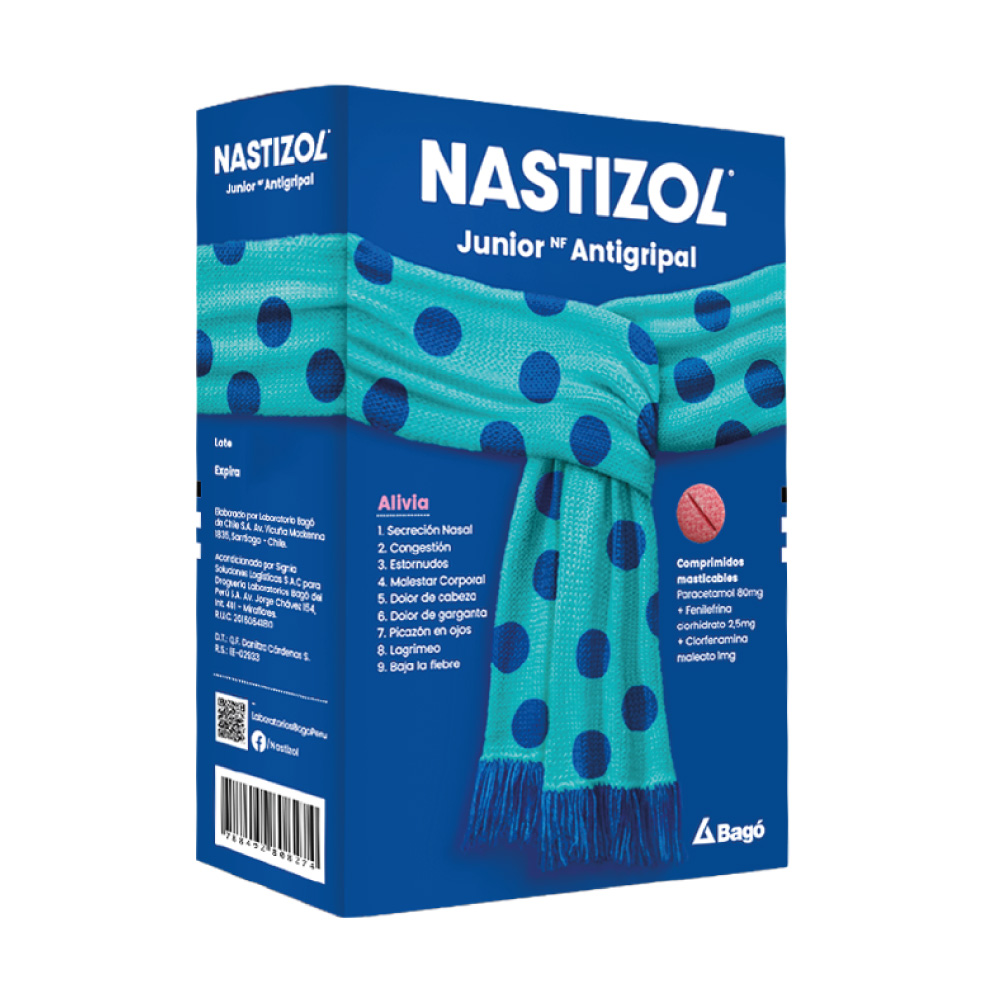 NASTIZOL
Junior NF Antigripal
Lote
Expira
Elaborado por Laboratorio Bagó
de Chile S.A. Av. Vicuña Mackenna
1835, Santiago - Chile.
Acondicionado por Signia
Soluciones Logísticas S.A.C para
Droguería Laboratorios Bagó del
Perú S.A. Av. Jorge Chávez 154,
Int. 401 - Miraflores.
R.U.C.
D.T.: Q.F. Danitza Cárdenas S.
R.S.: EE-02933
LaboratoriosBagoPeru
/Nastizol
NASTIZOL
Junior NF Antigripal
Alivia
1. Secreción Nasal
2. Congestión
3. Estornudos
4. Malestar Corporal
5. Dolor de cabeza
6. Dolor de garganta
7. Picazón en ojos
8. Lagrimeo
9. Baja la fiebre
Comprimidos
masticables
Paracetamol 80mg
+ Fenilefrina
clorhidrato 2,5mg
+ Clorfenamina
maleato 1mg
Bagó